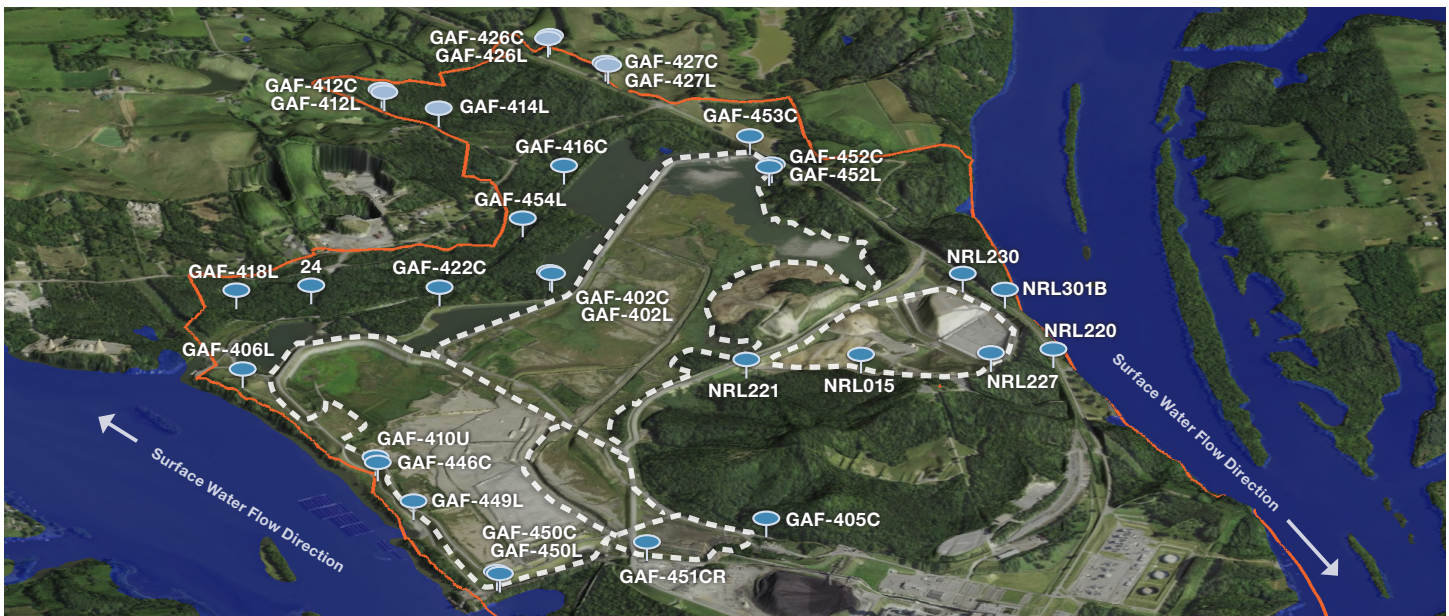 GAF-426C
GAF-426L
GAF-427C
GAF-427L
GAF-412C
GAF-412L
GAF-414L
GAF-453C
GAF-416C
GAF-452C
GAF-452L
GAF-454L
GAF-418L
24
GAF-422C
NRL230
GAF-402C
GAF-402L
NRL301B
NRL220
GAF-406L
NRL221
NRL015
NRL227
Surface Water Flow Direction
GAF-410U
GAF-446C
Surface Water Flow Direction
GAF-449L
GAF-450C
GAF-450L
GAF-405C
GAF-451CR